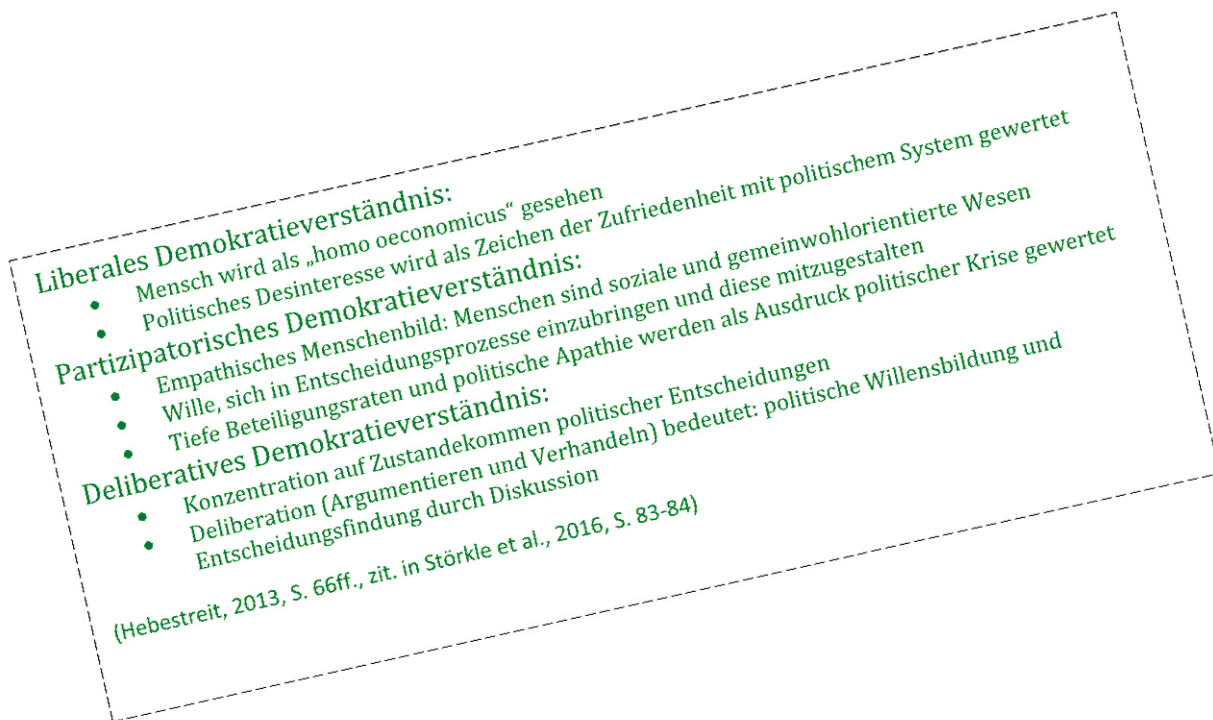 Liberales Demokratieverständnis:
• Mensch wird als „homo oeconomicus“ gesehen
• Politisches Desinteresse wird als Zeichen der Zufriedenheit mit politischem System gewertet
Partizipatorisches Demokratieverständnis:
• Empathisches Menschenbild: Menschen sind soziale und gemeinwohlorientierte Wesen
• Wille, sich in Entscheidungsprozesse einzubringen und diese mitzugestalten
• Tiefe Beteiligungsraten und politische Apathie werden als Ausdruck politischer Krise gewertet
Deliberatives Demokratieverständnis:
• Konzentration auf Zustandekommen politischer Entscheidungen
• Deliberation (Argumentieren und Verhandeln) bedeutet: politische Willensbildung und
Entscheidungsfindung durch Diskussion
(Hebestreit, 2013, S. 66ff., zit. in Störkle et al., 2016, S. 83-84)